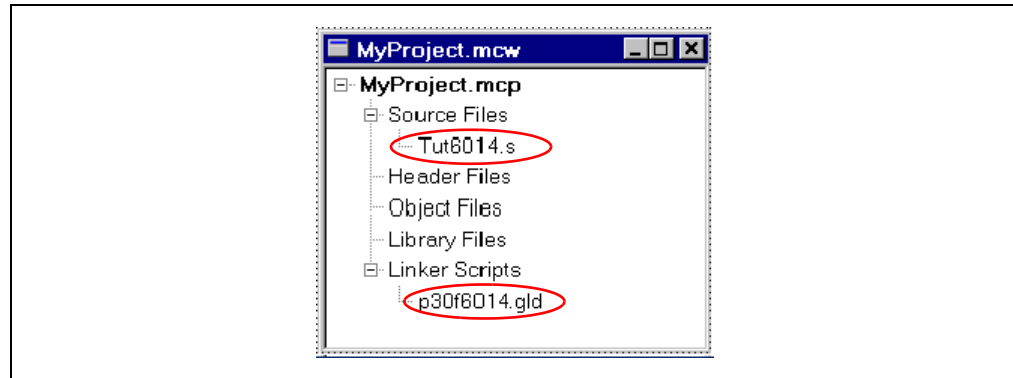 MyProject.mcw
MyProject.mcp
Source Files
Tut6014.s
Header Files
Object Files
Library Files
Linker Scripts
p30f6014.gld